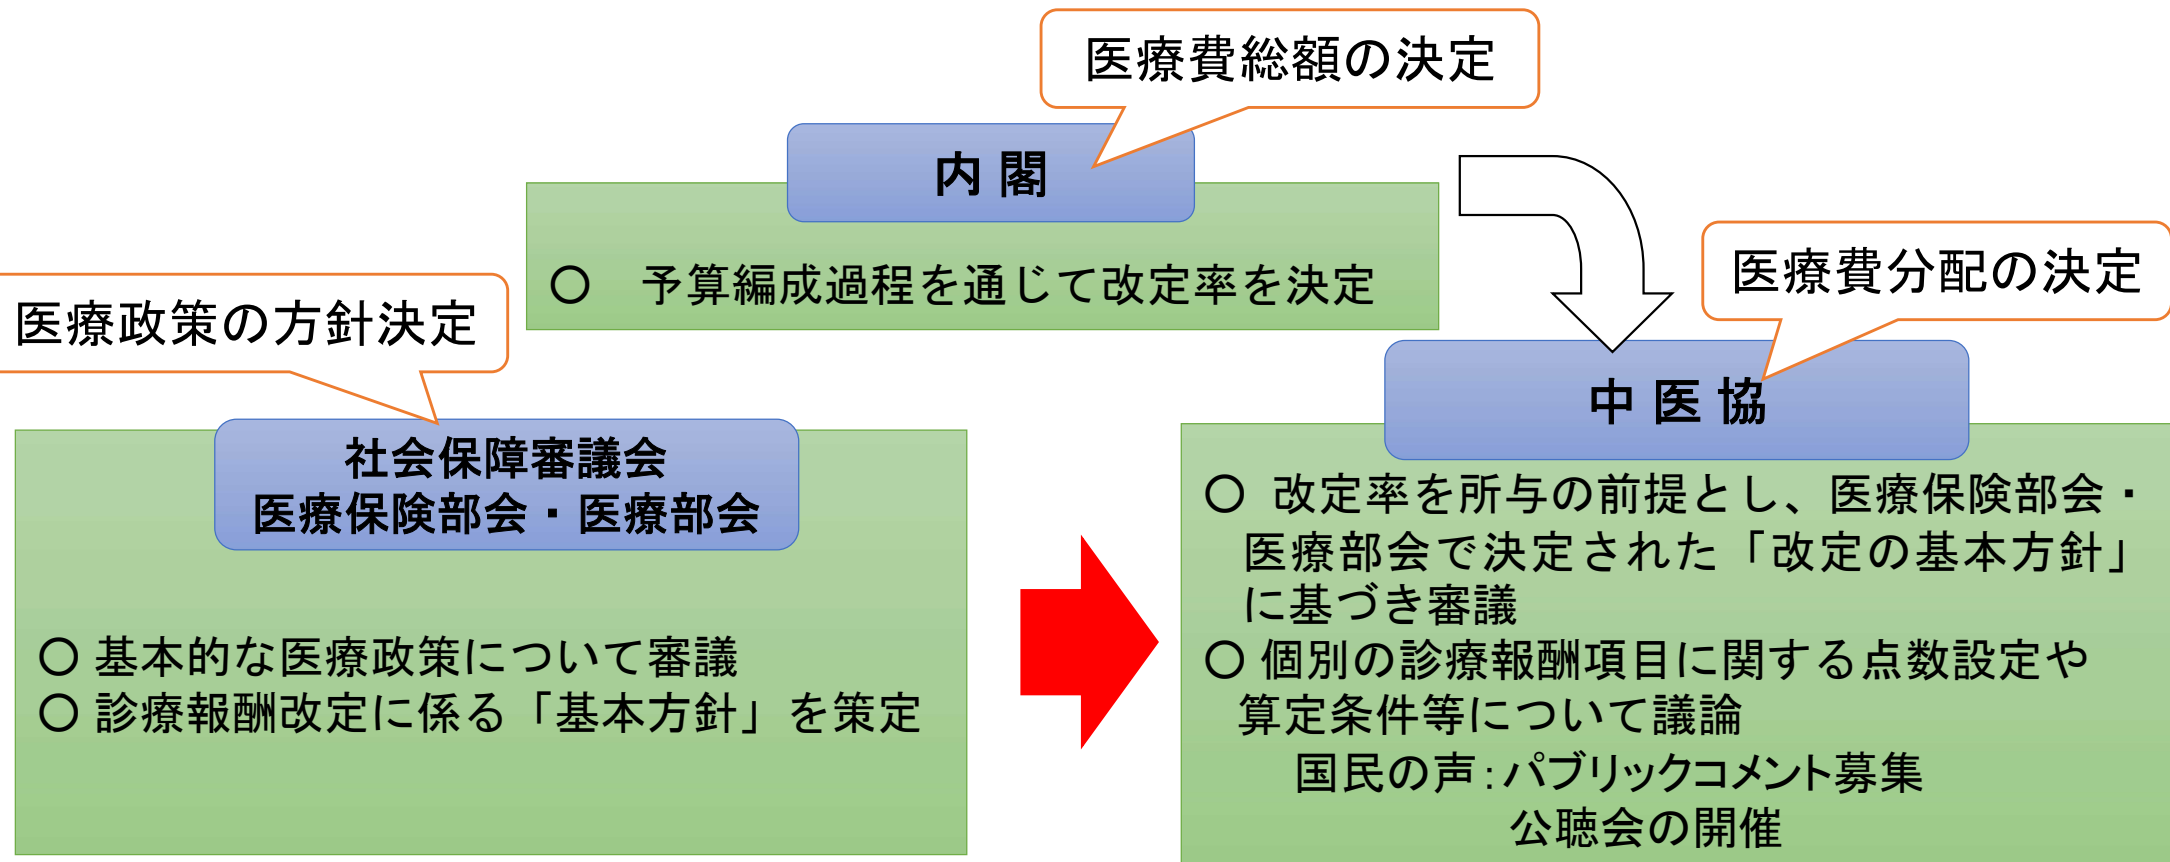 医療費総額の決定
内閣
○　予算編成過程を通じて改定率を決定
医療政策の方針決定
社会保障審議会
医療保険部会・医療部会
○ 基本的な医療政策について審議
○ 診療報酬改定に係る「基本方針」を策定
医療費分配の決定
中医協
○ 改定率を所与の前提とし、医療保険部会・
医療部会で決定された「改定の基本方針」
に基づき審議
○ 個別の診療報酬項目に関する点数設定や
算定条件等について議論
国民の声：パブリックコメント募集
公聴会の開催